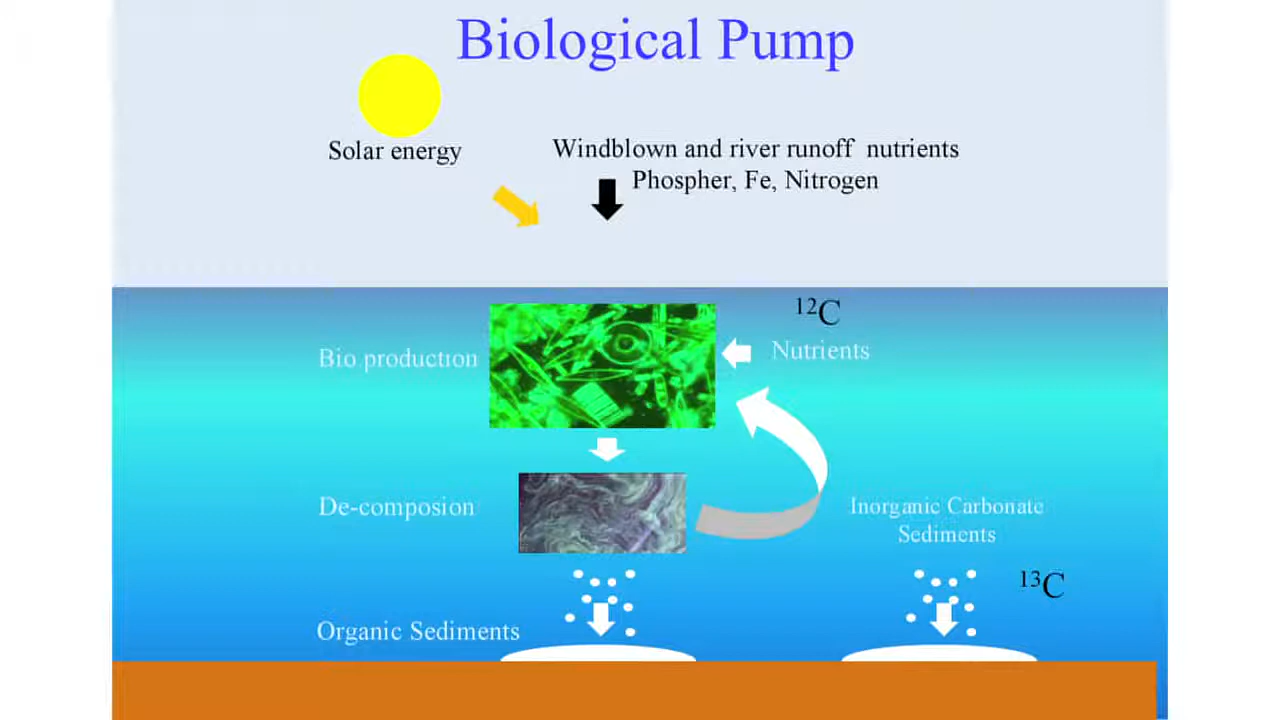 Biological Pump
Solar energy
Windblown and river runoff nutrients
Phospher, Fe, Nitrogen
¹²C
Bio production
Nutrients
De-composion
Inorganic Carbonate
Sediments
¹³C
Organic Sediments